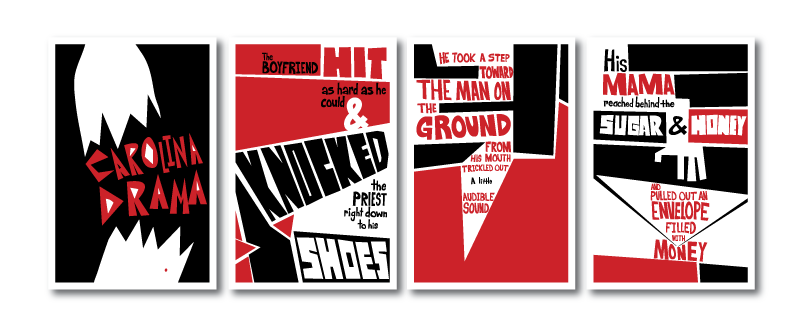 CAROLINA
DRAMA
The
BOYFRIEND HIT
as hard as he
could
&
KNOCKED
the
PRIEST
right down
to his
SHOES
HE TOOK A STEP
TOWARD
THE MAN ON
THE
GROUND
FROM
HIS MOUTH
TRICKLED OUT
A little
AUDIBLE
SOUND
His
MAMA
reached behind the
SUGAR & HONEY
AND
PULLED OUT AN
ENVELOPE
FILLED
WITH
MONEY